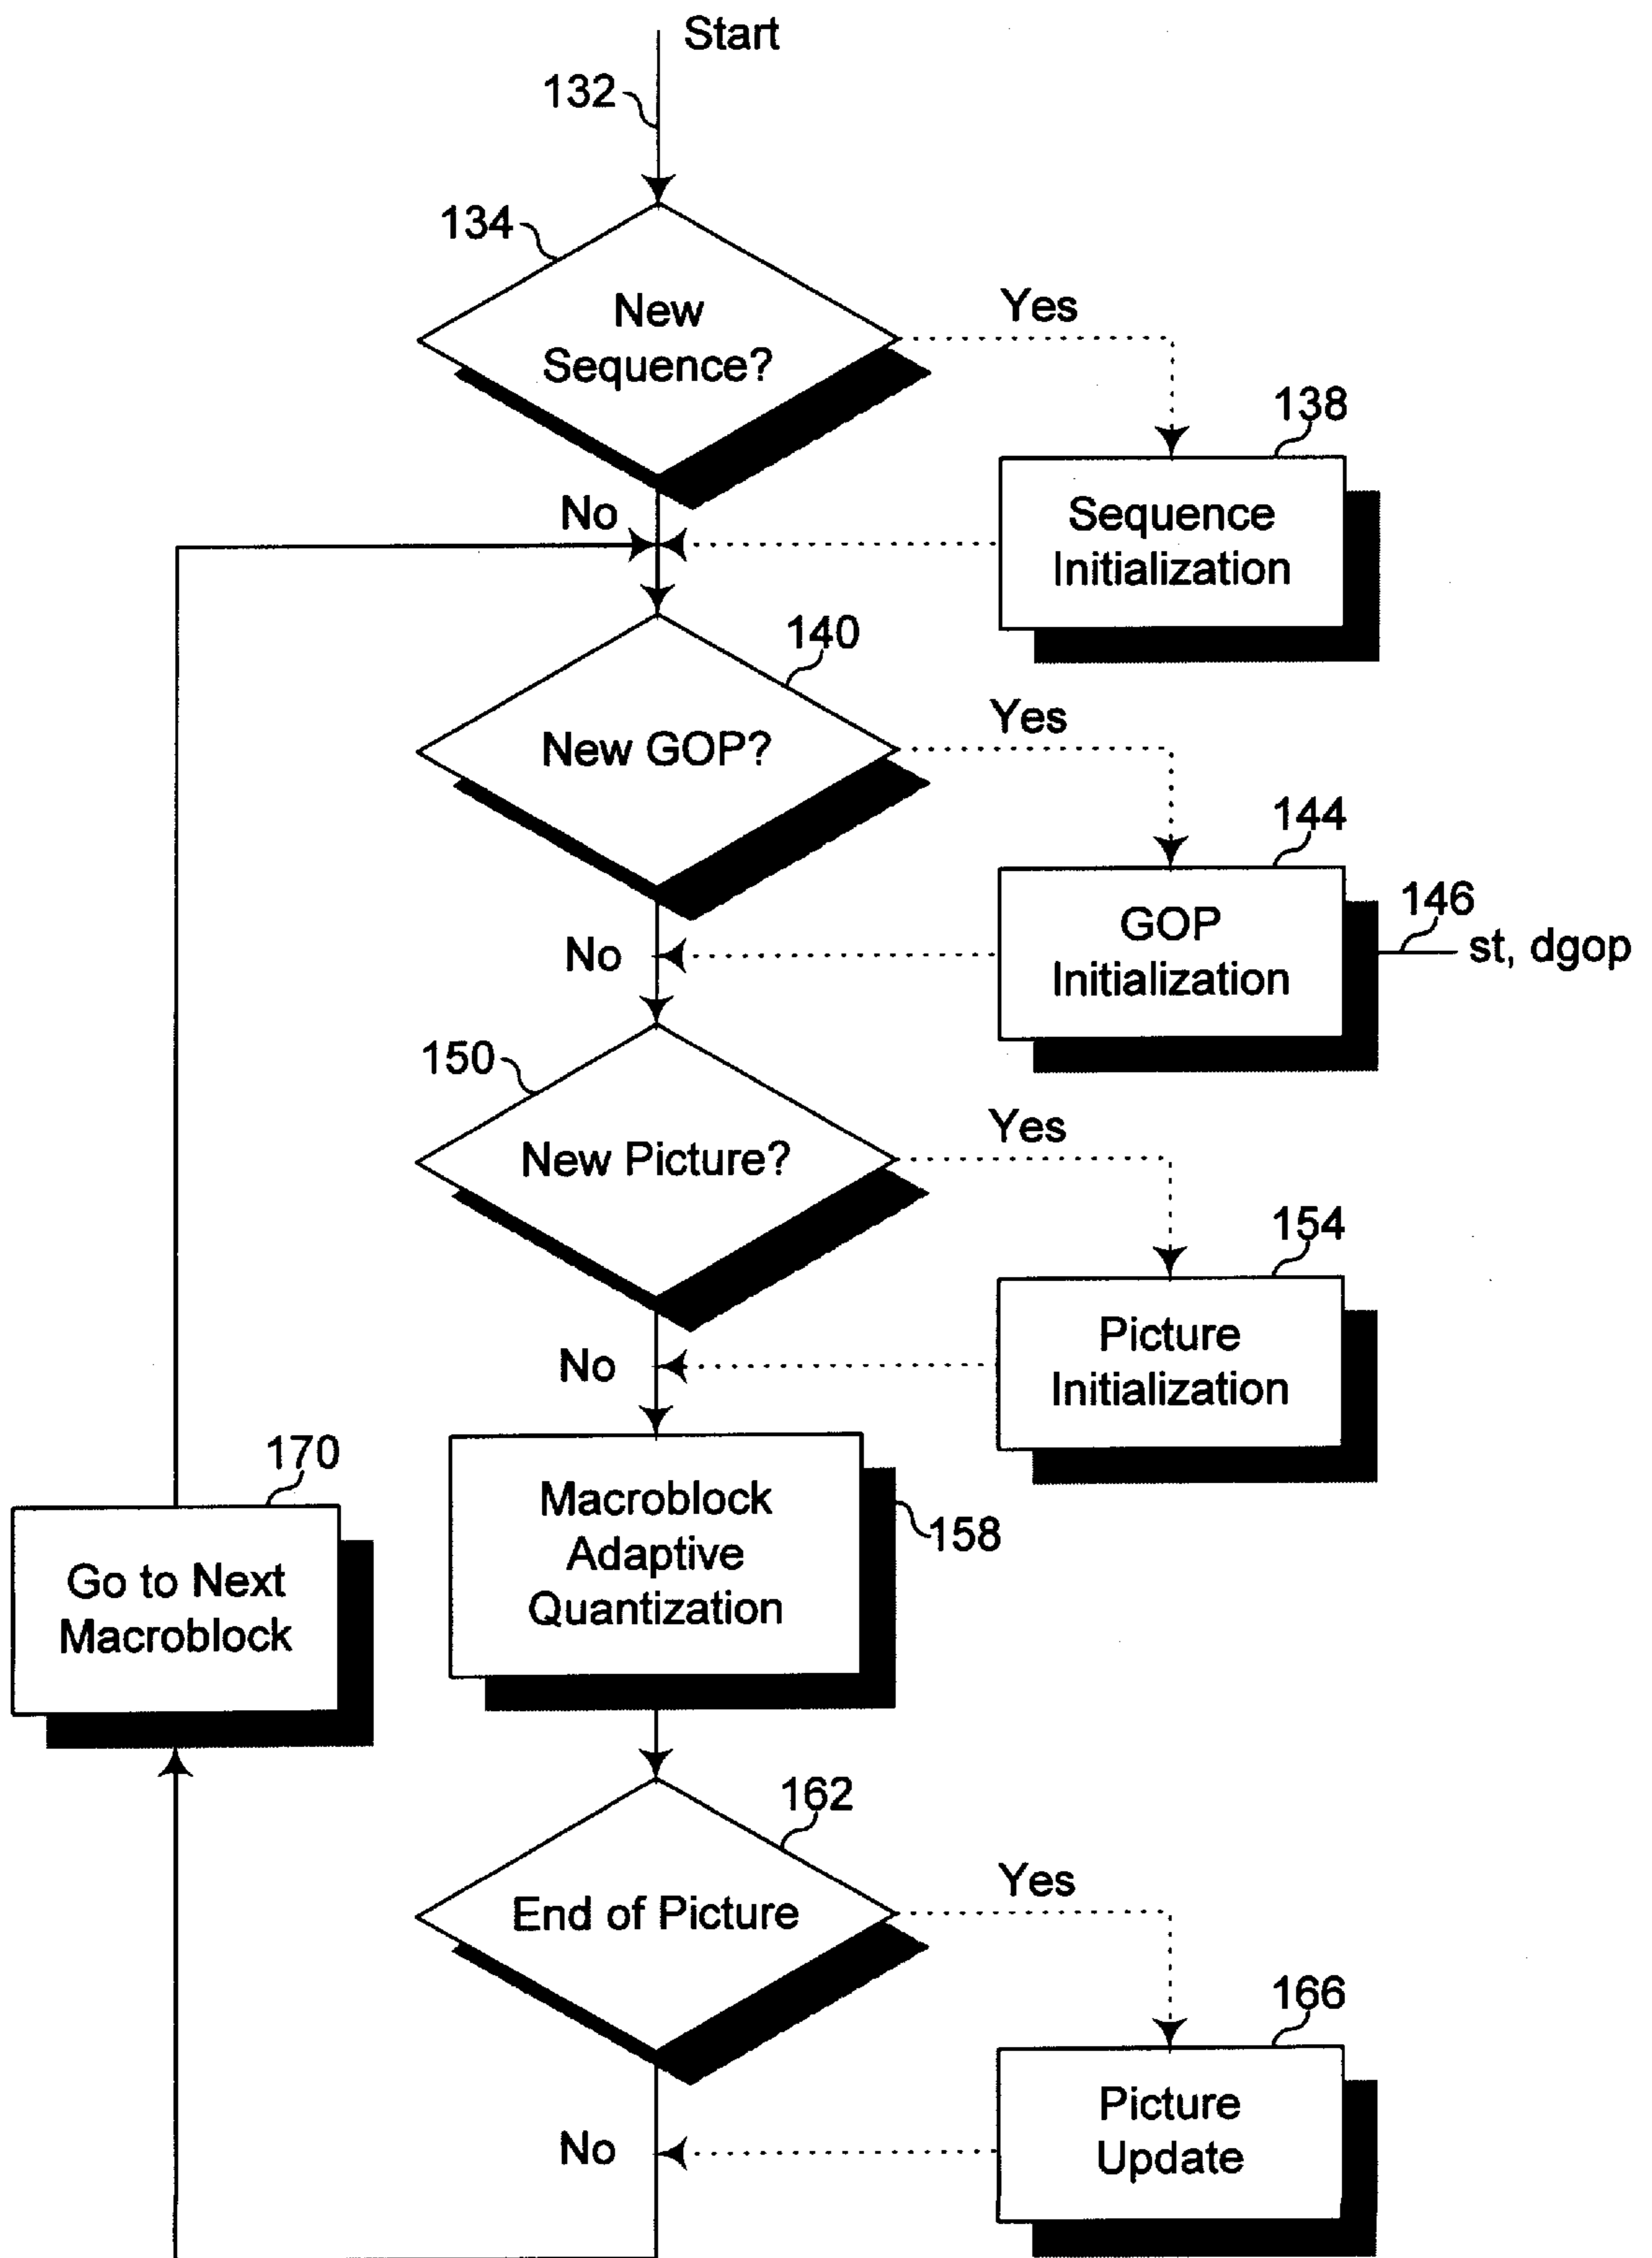 Start
132
134
New
Sequence?
Yes
138
Sequence
Initialization
No
140
New GOP?
Yes
144
GOP
Initialization
146
st, dgop
No
150
New Picture?
Yes
154
Picture
Initialization
No
170
Go to Next
Macroblock
Macroblock
Adaptive
Quantization
158
162
End of Picture
Yes
166
Picture
Update
No